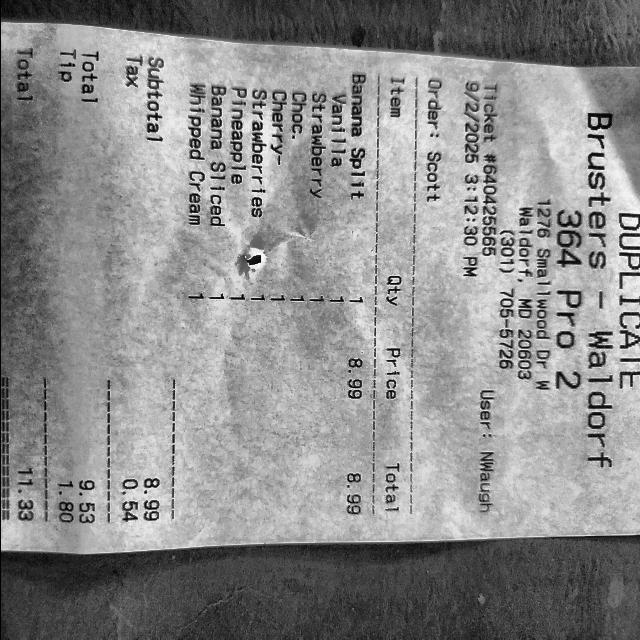 DUPLICATE
Brusters - Waldorf
364 Pro 2
1276 Smallwood Dr W
Waldorf, MD 20603
(301) 705-5726
Ticket #640425565 User: NWaugh
9/2/2025 3:12:30 PM
Order: Scott
Item Qty Price Total
Banana Split 1 8.99 8.99
Vanilla 1
Strawberry 1
Choc. 1
Cherry- 1
Strawberries 1
Pineapple 1
Banana Sliced 1
Whipped Cream 1
Subtotal 8.99
Tax 0.54
Total 9.53
Tip 1.80
Total 11.33